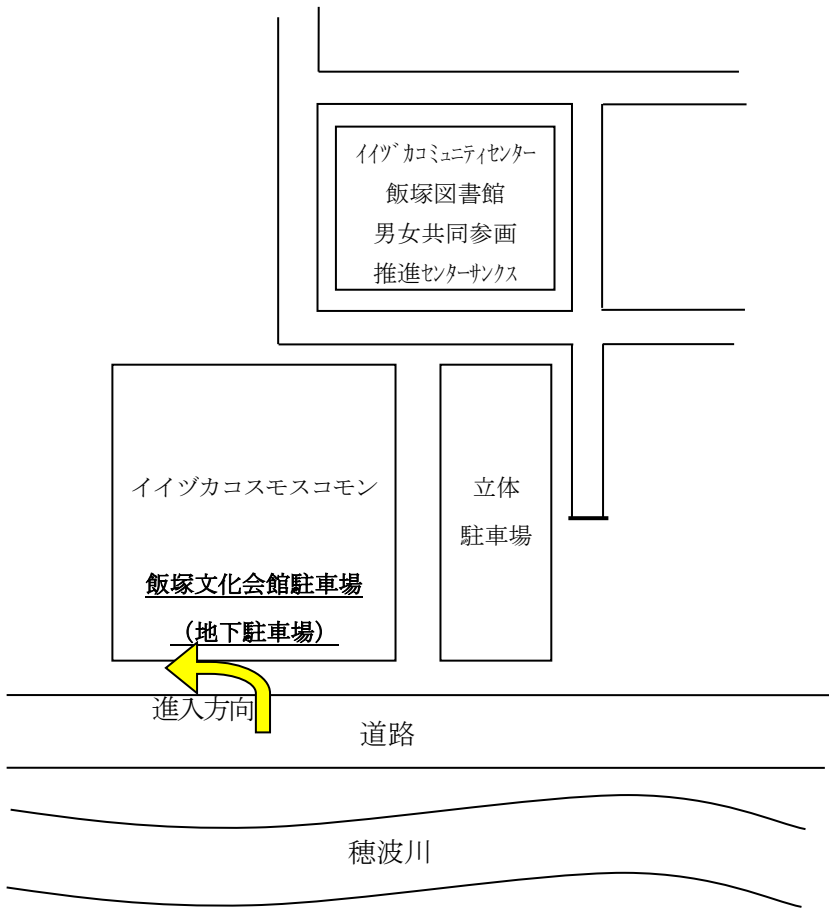 イイヅカコミュニティセンター
飯塚図書館
男女共同参画
推進センターサンクス
イイヅカコスモスコモン
飯塚文化会館駐車場
（地下駐車場）
立体
駐車場
進入方向
道路
穂波川